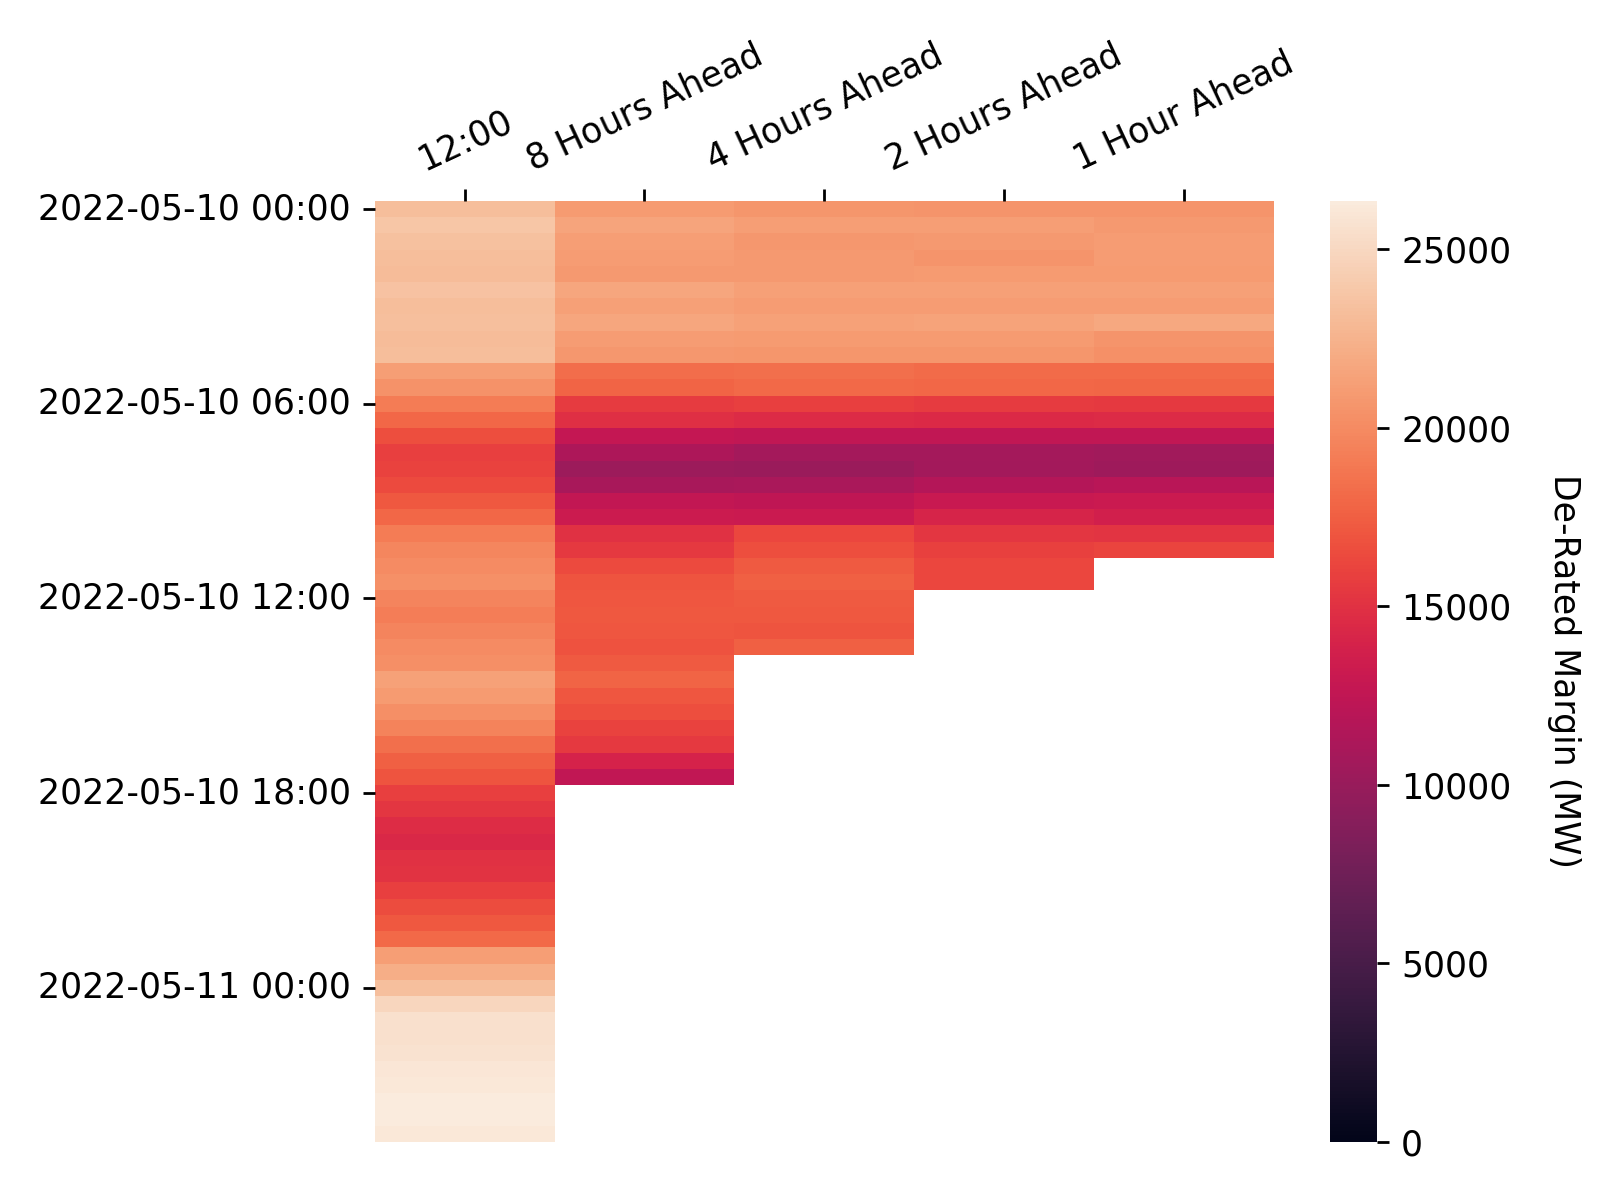 12:00
8 Hours Ahead
4 Hours Ahead
2 Hours Ahead
1 Hour Ahead
2022-05-10 00:00
2022-05-10 06:00
2022-05-10 12:00
2022-05-10 18:00
2022-05-11 00:00
25000
20000
15000
10000
5000
0
De-Rated Margin (MW)